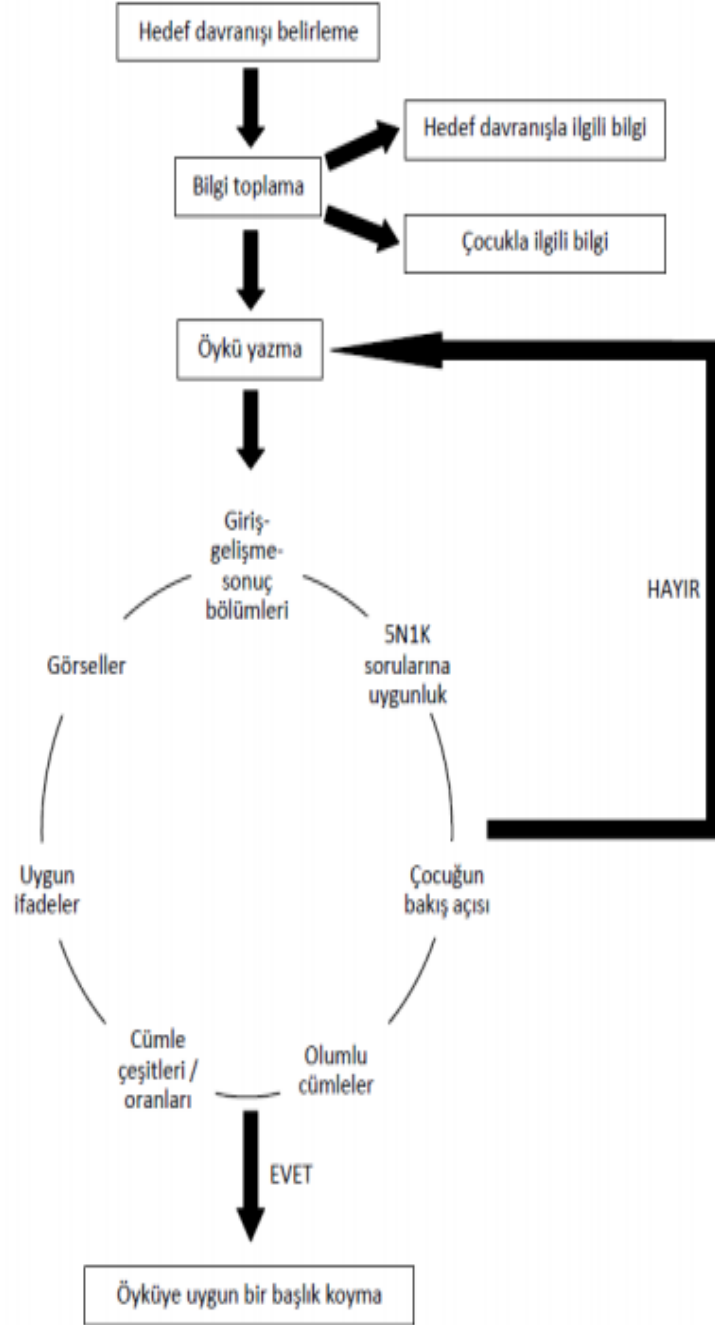 Hedef davranışı belirleme
Hedef davranışla ilgili bilgi
Bilgi toplama
Çocukla ilgili bilgi
Öykü yazma
Giriş-
gelişme-
sonuç
bölümleri
HAYIR
5N1K
sorularına
uygunluk
Görseller
Çocuğun
bakış açısı
Uygun
ifadeler
Olumlu
cümleler
Cümle
çeşitleri /
oranları
EVET
Öyküye uygun bir başlık koyma